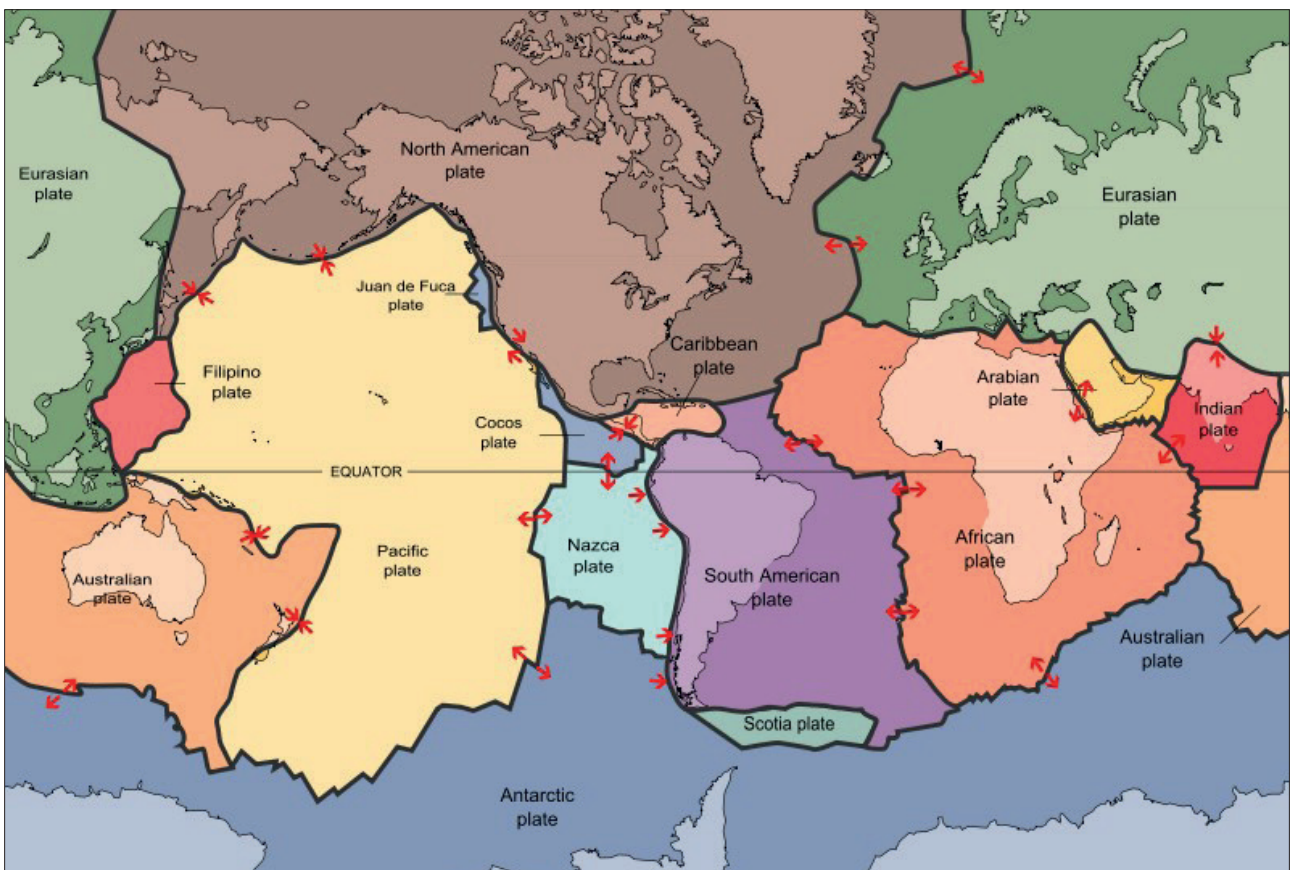 North American
plate
Eurasian
plate
Eurasian
plate
Juan de Fuca
plate
Caribbean
plate
Filipino
plate
Arabian
plate
Cocos
plate
Indian
plate
EQUATOR
Pacific
plate
Nazca
plate
African
plate
South American
plate
Australian
plate
Australian
plate
Scotia plate
Antarctic
plate